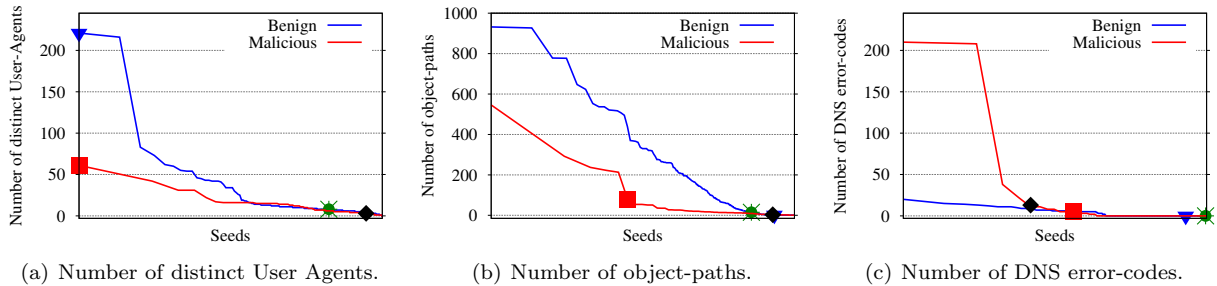 Number of distinct User-Agents
200
150
100
50
0
Benign
Malicious
Seeds
(a) Number of distinct User Agents.
Number of object-paths
1000
800
600
400
200
0
Benign
Malicious
Seeds
(b) Number of object-paths.
Number of DNS error-codes
200
150
100
50
0
Benign
Malicious
Seeds
(c) Number of DNS error-codes.